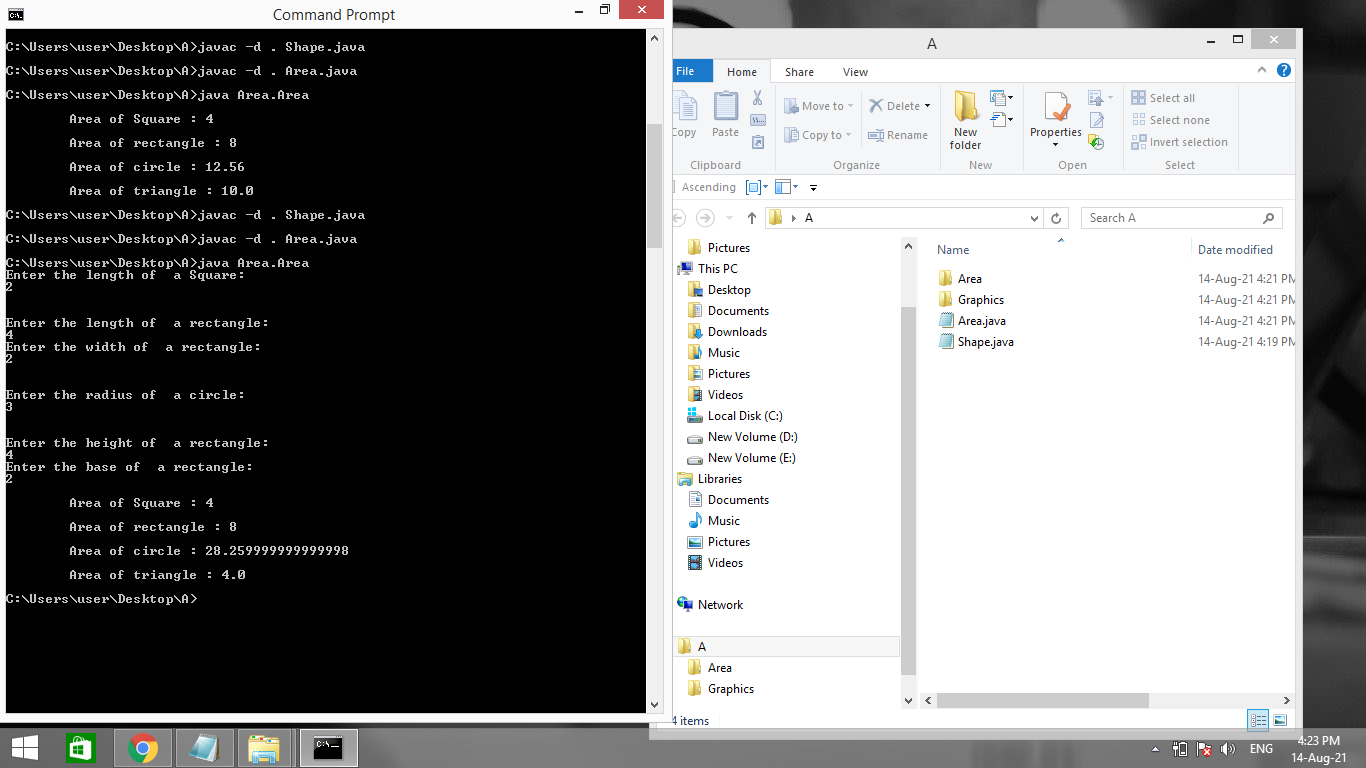 Command Prompt
C:\Users\user\Desktop\A>javac -d . Shape.java
C:\Users\user\Desktop\A>javac -d . Area.java
C:\Users\user\Desktop\A>java Area.Area
Area of Square : 4
Area of rectangle : 8
Area of circle : 12.56
Area of triangle : 10.0
C:\Users\user\Desktop\A>javac -d . Shape.java
C:\Users\user\Desktop\A>javac -d . Area.java
C:\Users\user\Desktop\A>java Area.Area
Enter the length of  a Square:
2
Enter the length of  a rectangle:
4
Enter the width of  a rectangle:
2
Enter the radius of  a circle:
3
Enter the height of  a rectangle:
4
Enter the base of  a rectangle:
2
Area of Square : 4
Area of rectangle : 8
Area of circle : 28.259999999999998
Area of triangle : 4.0
C:\Users\user\Desktop\A>
A
File Home Share View
Copy Paste
Move to
Copy to
Delete
Rename
New folder
Properties
Select all
Select none
Invert selection
Clipboard Organize New Open Select
Ascending
A
Search A
Pictures
This PC
Desktop
Documents
Downloads
Music
Pictures
Videos
Local Disk (C:)
New Volume (D:)
New Volume (E:)
Libraries
Documents
Music
Pictures
Videos
Network
A
Area
Graphics
Name Date modified
Area 14-Aug-21 4:21 PM
Graphics 14-Aug-21 4:21 PM
Area.java 14-Aug-21 4:21 PM
Shape.java 14-Aug-21 4:19 PM
4 items
C:\._
ENG
4:23 PM
14-Aug-21